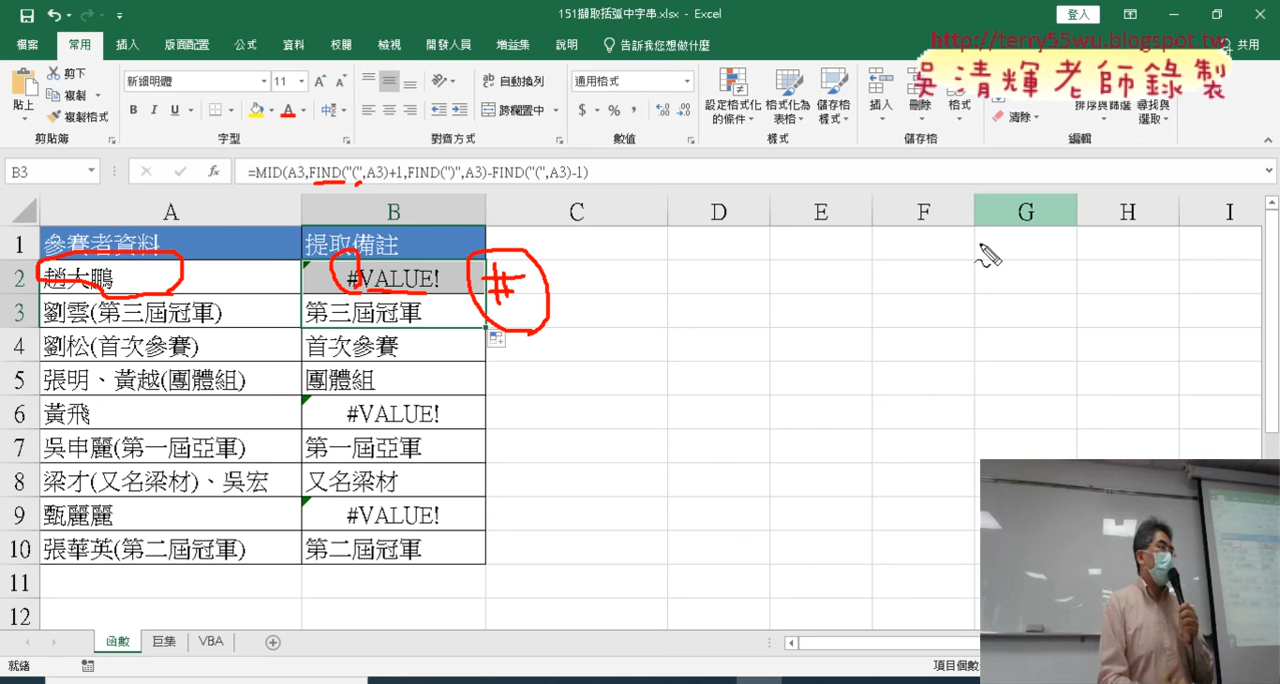 151擷取括弧中字串.xlsx - Excel
登入
檔案 常用 插入 版面配置 公式 資料 校閱 檢視 開發人員 增益集 說明 告訴我您想做什麼 共用
http://terry55wu.blogspot.tw
吳清輝老師錄製
貼上 剪下 複製 複製格式 剪貼簿
新細明體 11 A A B I U A 中 字型
自動換列 跨欄置中 對齊方式
通用格式 $ % , .00 數值
設定格式化的條件 格式化為表格 儲存格樣式 樣式
插入 刪除 格式 儲存格
清除 排序與篩選 尋找與選取 編輯
B3 fx =MID(A3,FIND("(",A3)+1,FIND(")",A3)-FIND("(",A3)-1)
A B C D E F G H I
1 參賽者資料 提取備註
2 趙大鵬 #VALUE! #
3 劉雲(第三屆冠軍) 第三屆冠軍
4 劉松(首次參賽) 首次參賽
5 張明、黃越(團體組) 團體組
6 黃飛 #VALUE!
7 吳申麗(第一屆亞軍) 第一屆亞軍
8 梁才(又名梁材)、吳宏 又名梁材
9 甄麗麗 #VALUE!
10 張華英(第二屆冠軍) 第二屆冠軍
11
12
函數 巨集 VBA
就緒 項目個數